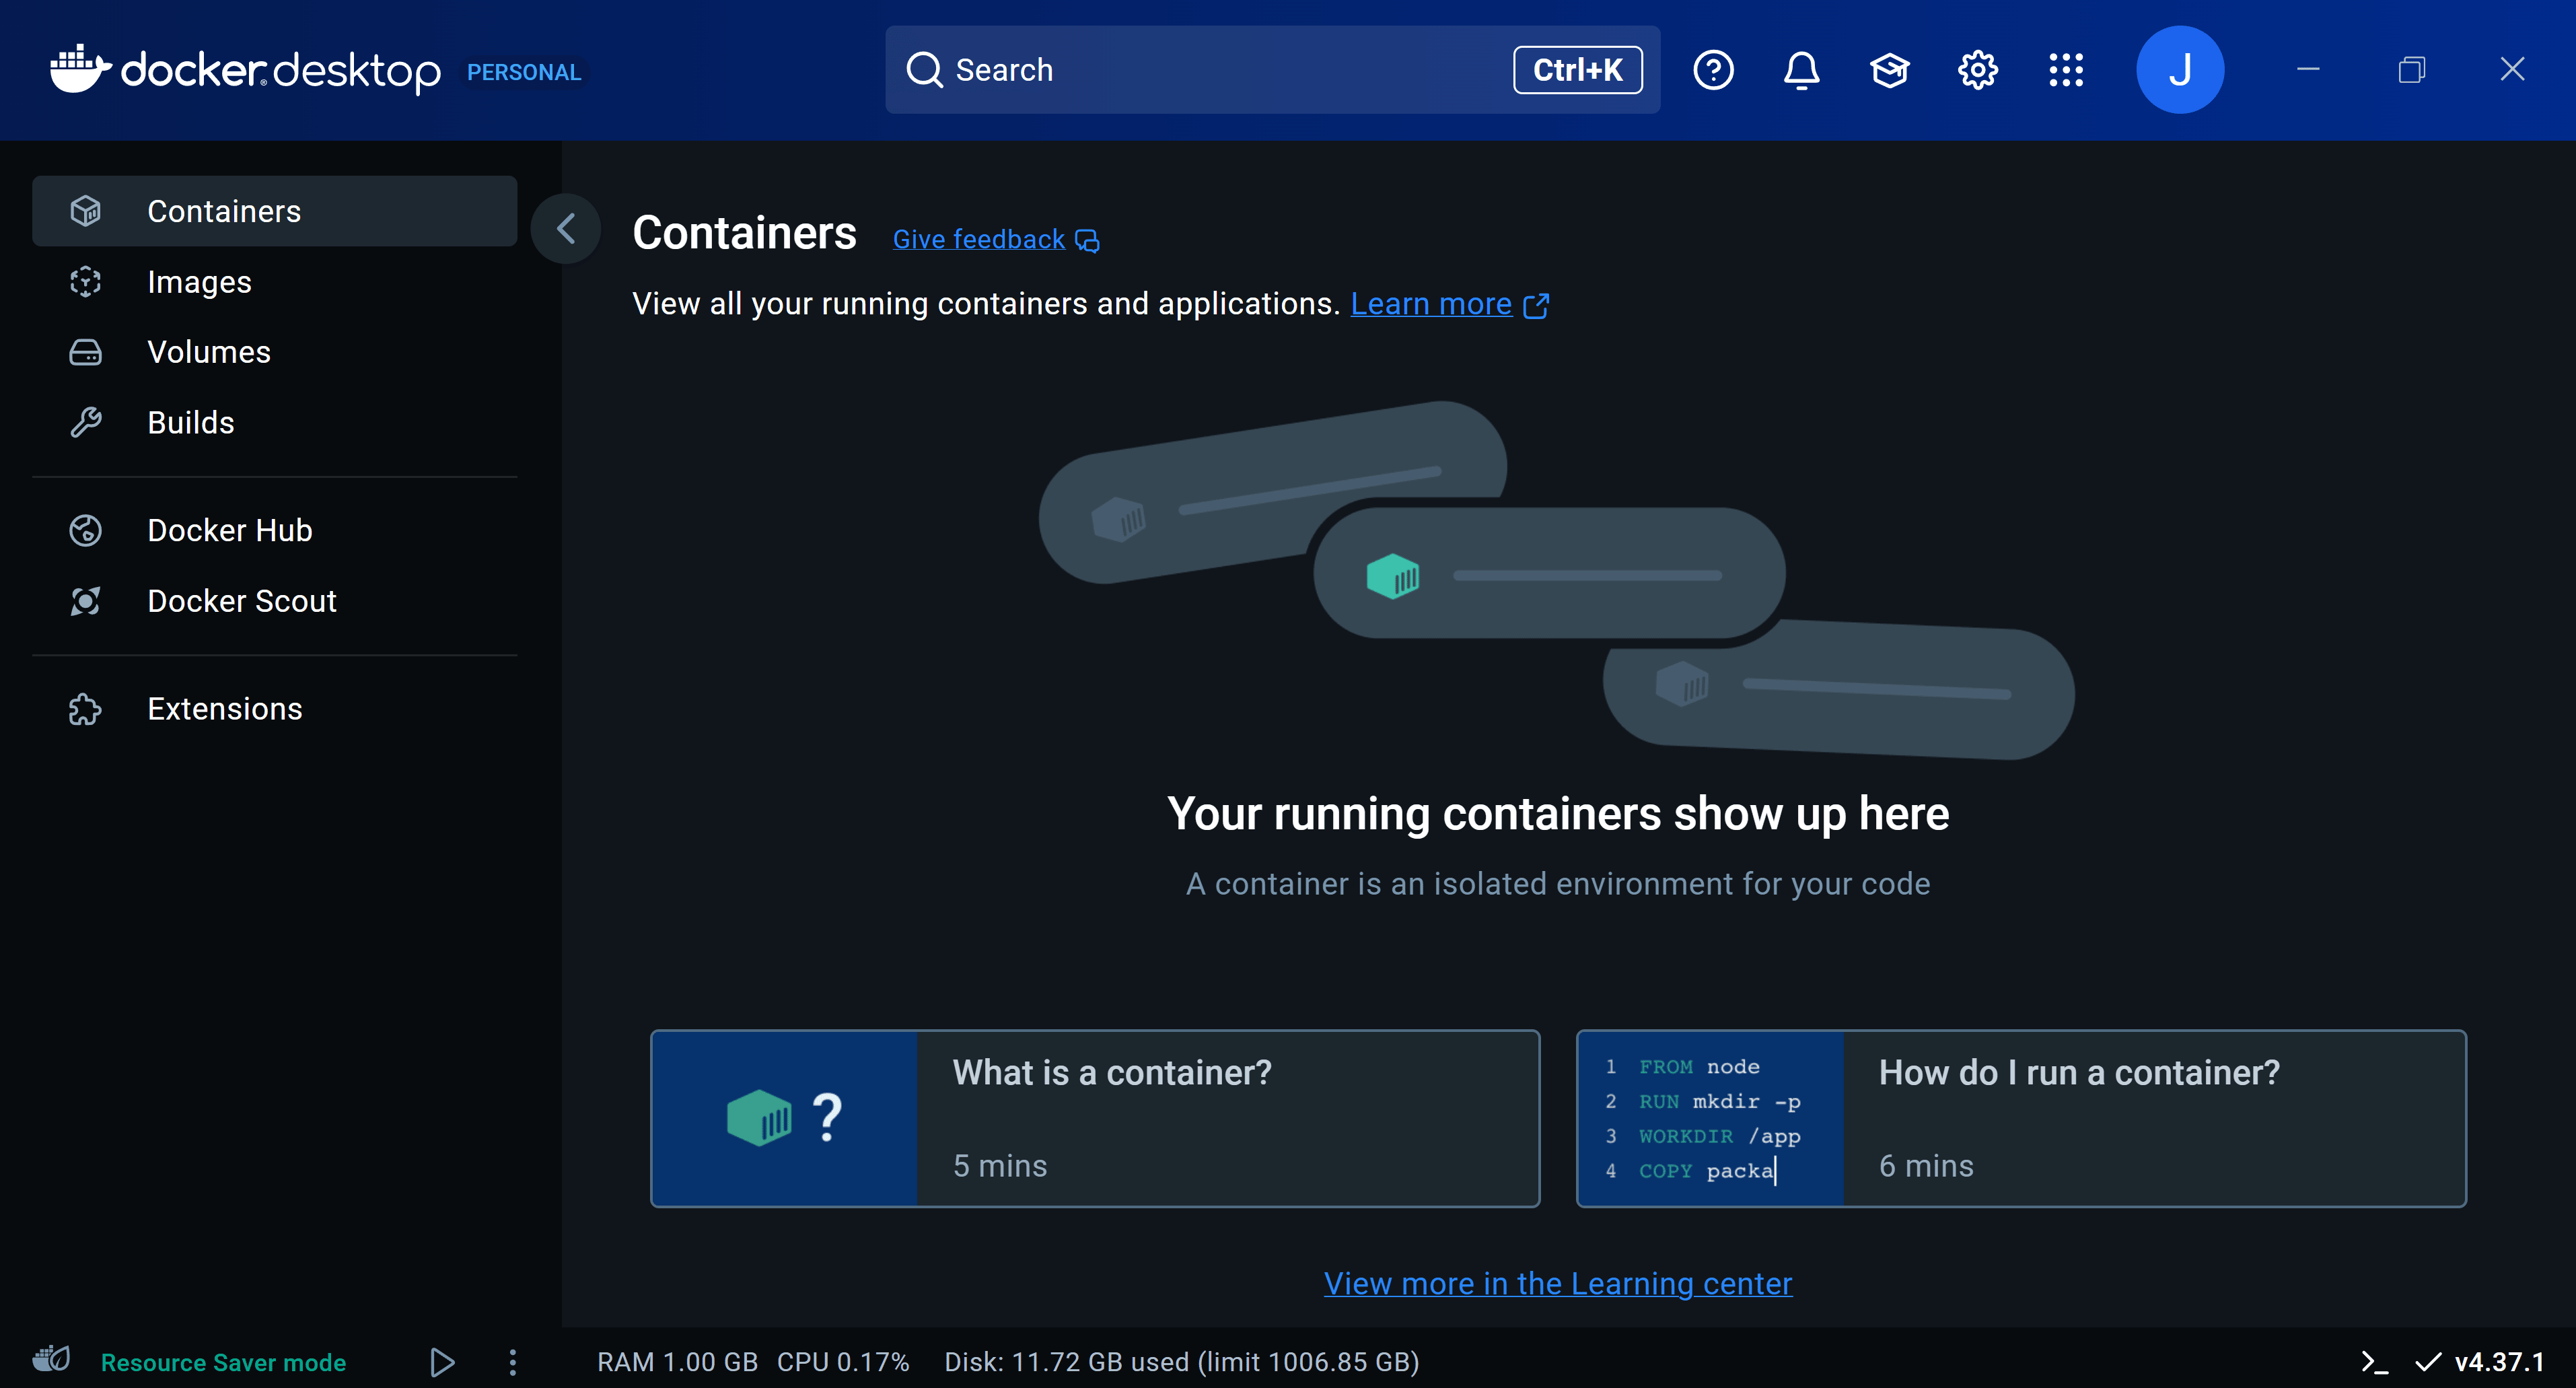 docker desktop PERSONAL
Search Ctrl+K
J
Containers
Images
Volumes
Builds
Docker Hub
Docker Scout
Extensions
Containers Give feedback
View all your running containers and applications. Learn more
Your running containers show up here
A container is an isolated environment for your code
?
What is a container?
5 mins
1 FROM node
2 RUN mkdir -p
3 WORKDIR /app
4 COPY packa
How do I run a container?
6 mins
View more in the Learning center
Resource Saver mode
RAM 1.00 GB CPU 0.17% Disk: 11.72 GB used (limit 1006.85 GB)
v4.37.1